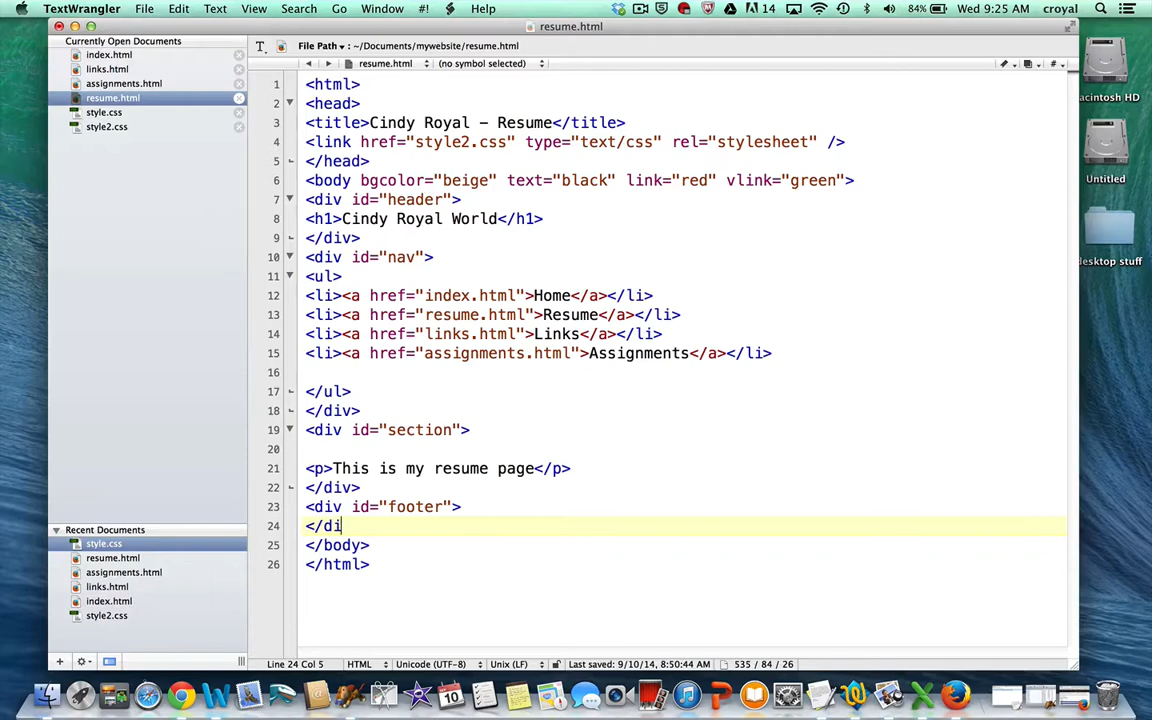 TextWrangler File Edit Text View Search Go Window #! Help 14 84% Wed 9:25 AM croyal
resume.html
Currently Open Documents
index.html
links.html
assignments.html
resume.html
style.css
style2.css
File Path : ~/Documents/mywebsite/resume.html
resume.html (no symbol selected)
1 <html>
2 <head>
3 <title>Cindy Royal - Resume</title>
4 <link href="style2.css" type="text/css" rel="stylesheet" />
5 </head>
6 <body bgcolor="beige" text="black" link="red" vlink="green">
7 <div id="header">
8 <h1>Cindy Royal World</h1>
9 </div>
10 <div id="nav">
11 <ul>
12 <li><a href="index.html">Home</a></li>
13 <li><a href="resume.html">Resume</a></li>
14 <li><a href="links.html">Links</a></li>
15 <li><a href="assignments.html">Assignments</a></li>
16
17 </ul>
18 </div>
19 <div id="section">
20
21 <p>This is my resume page</p>
22 </div>
23 <div id="footer">
24 </di
25 </body>
26 </html>
Recent Documents
style.css
resume.html
assignments.html
links.html
index.html
style2.css
Line 24 Col 5 HTML Unicode (UTF-8) Unix (LF) Last saved: 9/10/14, 8:50:44 AM 535 / 84 / 26
acintosh HD
Untitled
desktop stuff